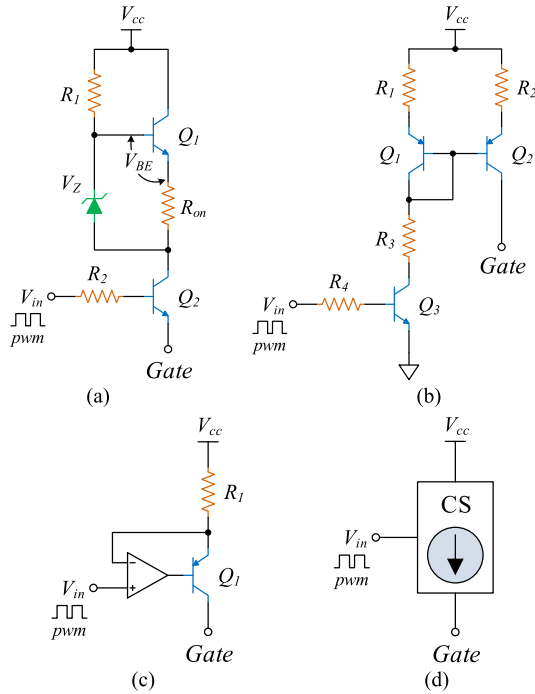 Vcc
R1
Q1
VBE
VZ
Ron
R2
Vin
pwm
Q2
Gate
(a)
Vcc
R1
R2
Q1
Q2
R3
Gate
R4
Vin
pwm
Q3
(b)
Vcc
R1
−
+
Vin
pwm
Q1
Gate
(c)
Vcc
CS
Vin
pwm
Gate
(d)